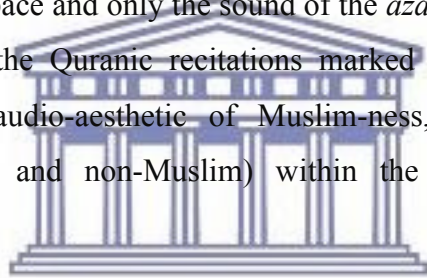 pace and only the sound of the aza
the Quranic recitations marked
audio-aesthetic of Muslim-ness,
and non-Muslim) within the